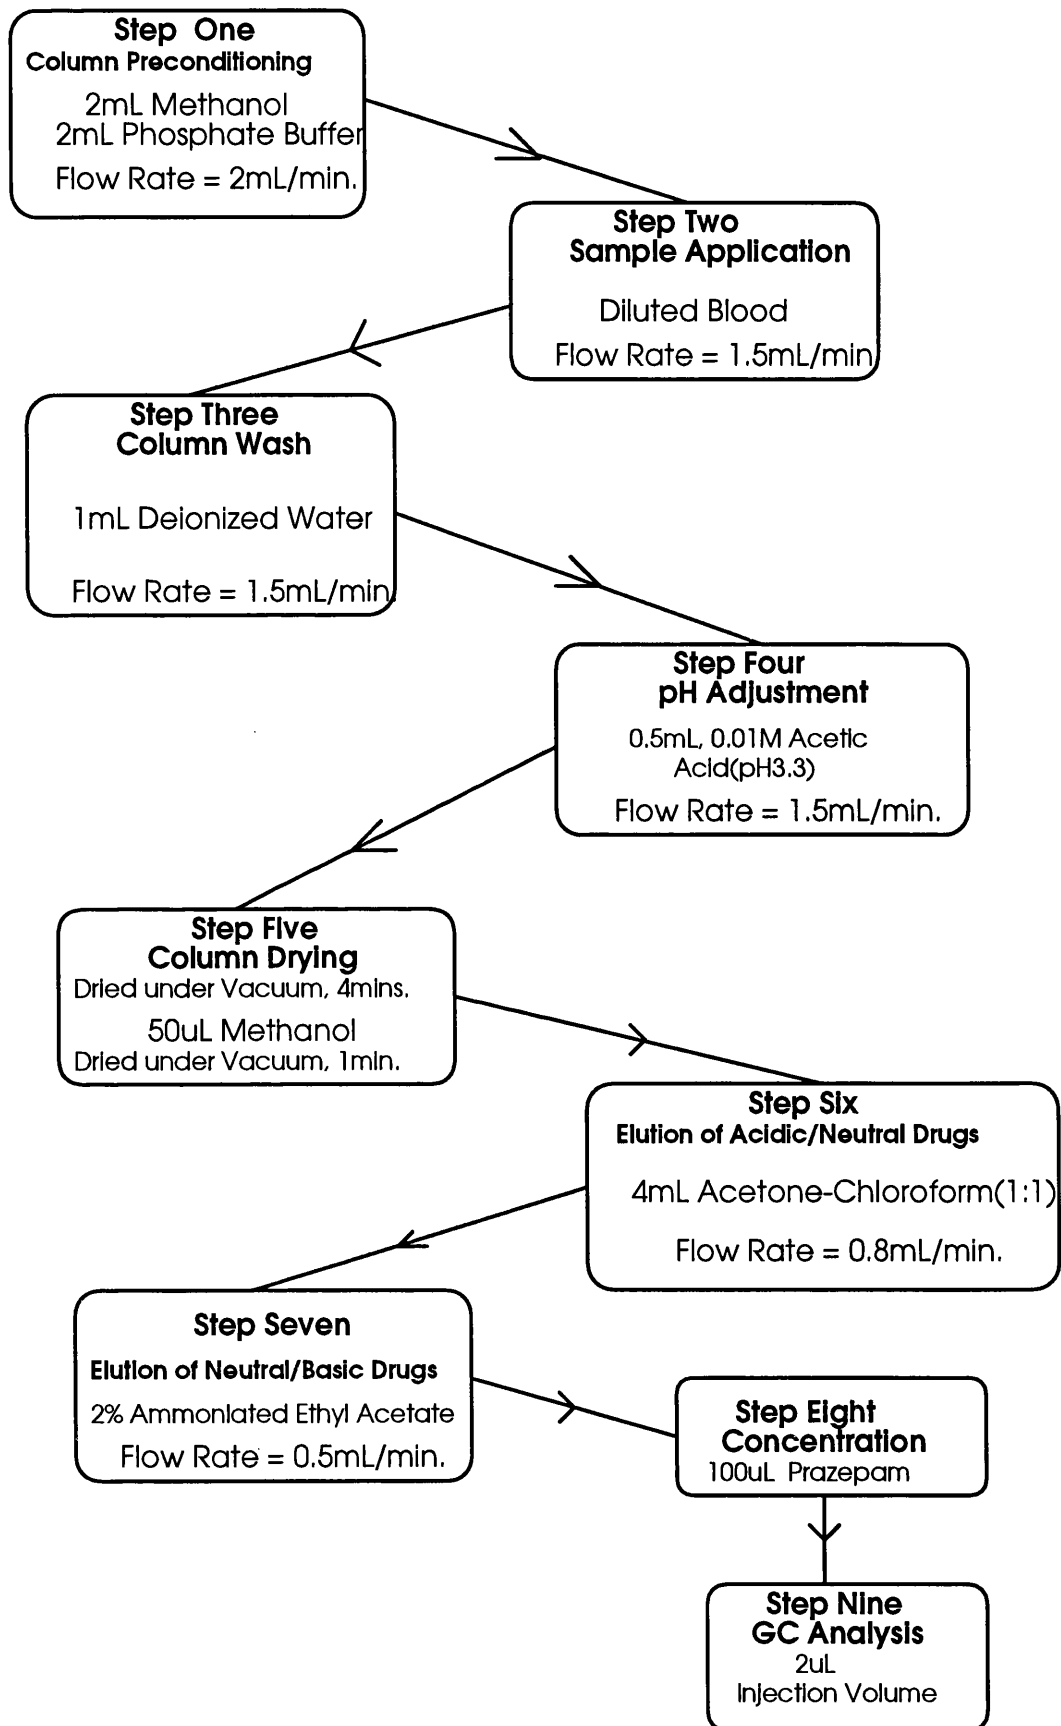 Step One
Column Preconditioning
2mL Methanol
2mL Phosphate Buffer
Flow Rate = 2mL/min.
Step Two
Sample Application
Diluted Blood
Flow Rate = 1.5mL/min
Step Three
Column Wash
1mL Deionized Water
Flow Rate = 1.5mL/min
Step Four
pH Adjustment
0.5mL, 0.01M Acetic
Acid(pH3.3)
Flow Rate = 1.5mL/min.
Step Five
Column Drying
Dried under Vacuum, 4mins.
50uL Methanol
Dried under Vacuum, 1min.
Step Six
Elution of Acidic/Neutral Drugs
4mL Acetone-Chloroform(1:1)
Flow Rate = 0.8mL/min.
Step Seven
Elution of Neutral/Basic Drugs
2% Ammoniated Ethyl Acetate
Flow Rate = 0.5mL/min.
Step Eight
Concentration
100uL Prazepam
Step Nine
GC Analysis
2uL
Injection Volume